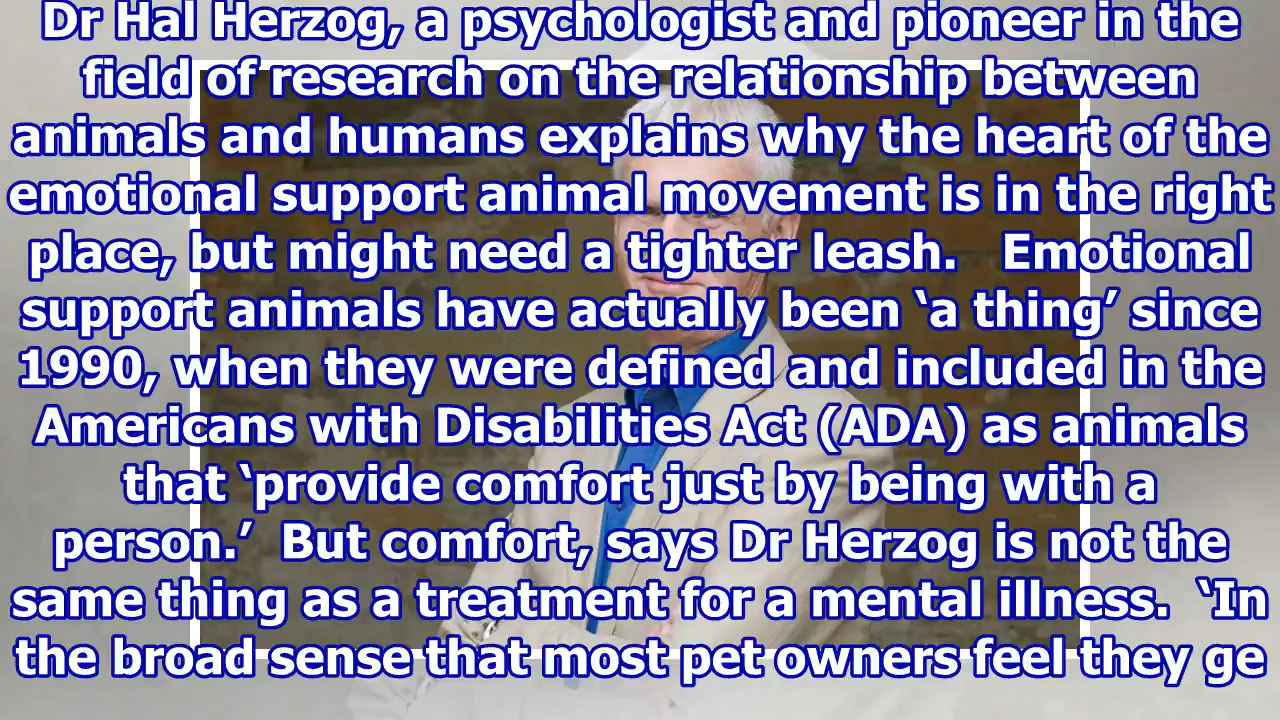 Dr Hal Herzog, a psychologist and pioneer in the
field of research on the relationship between
animals and humans explains why the heart of the
emotional support animal movement is in the right
place, but might need a tighter leash.   Emotional
support animals have actually been ‘a thing’ since
1990, when they were defined and included in the
Americans with Disabilities Act (ADA) as animals
that ‘provide comfort just by being with a
person.’  But comfort, says Dr Herzog is not the
same thing as a treatment for a mental illness.  ‘In
the broad sense that most pet owners feel they ge